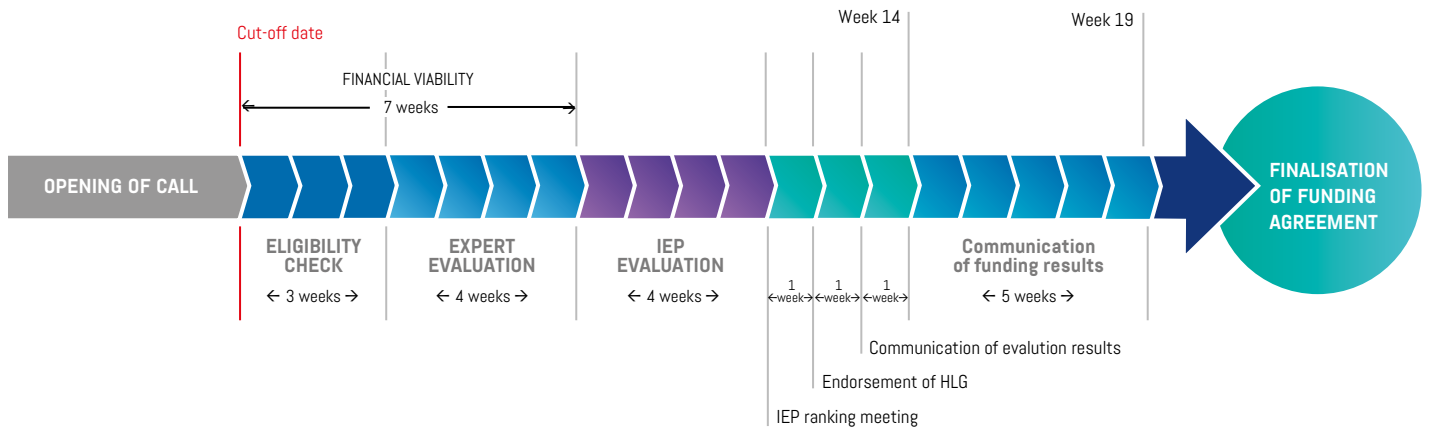 Week 14
Week 19
Cut-off date
FINANCIAL VIABILITY
7 weeks
OPENING OF CALL
FINALISATION
OF FUNDING
AGREEMENT
ELIGIBILITY
CHECK
← 3 weeks →
EXPERT
EVALUATION
← 4 weeks →
IEP
EVALUATION
← 4 weeks →
1
←week→
1
←week→
1
←week→
Communication
of funding results
← 5 weeks →
Communication of evalution results
Endorsement of HLG
IEP ranking meeting